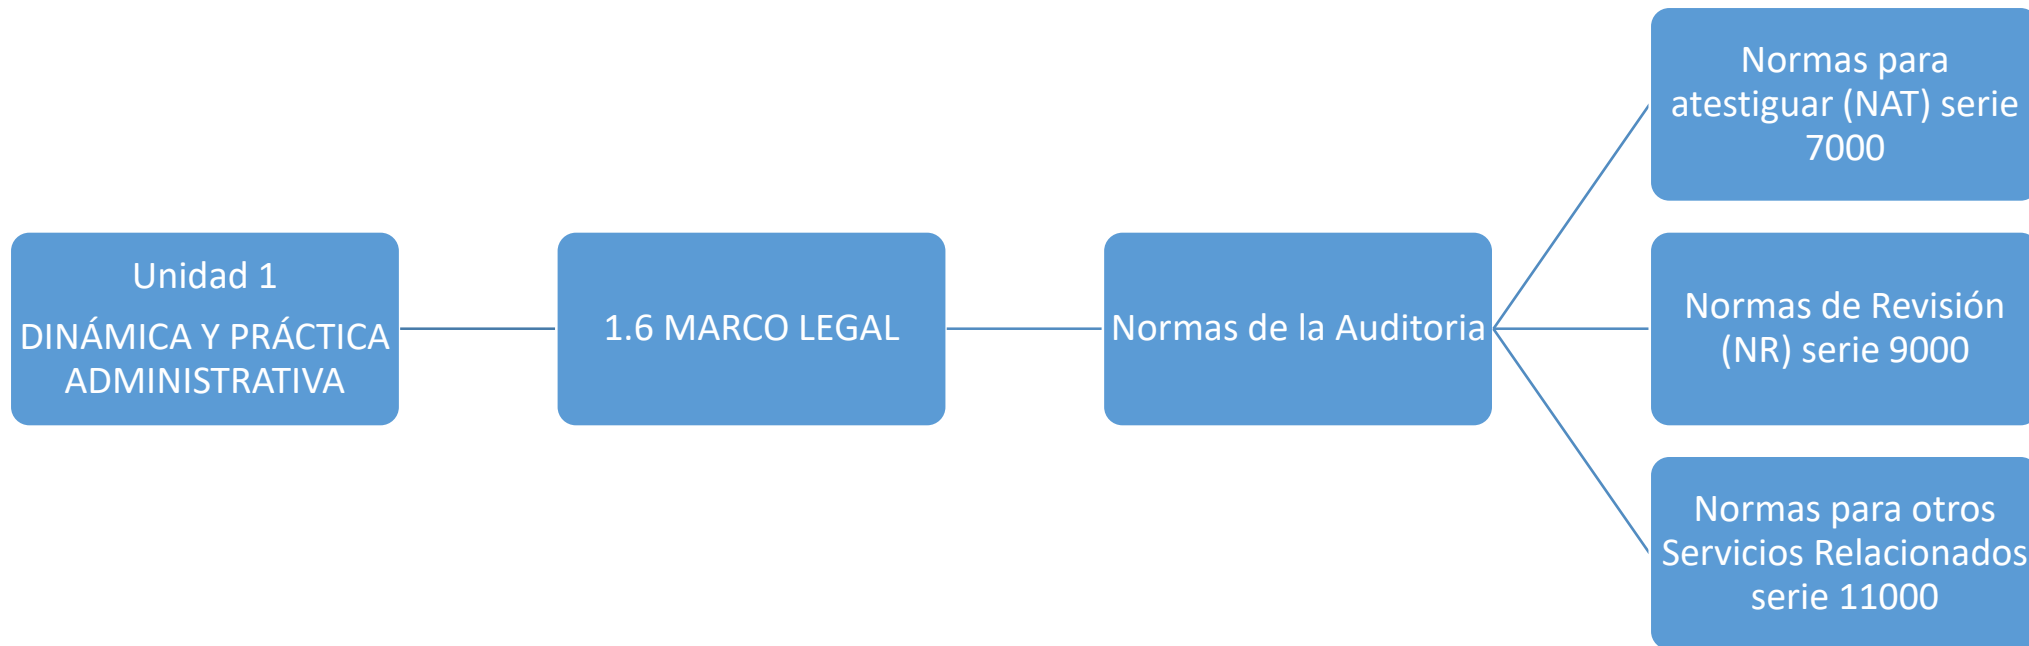 Unidad 1
DINÁMICA Y PRÁCTICA
ADMINISTRATIVA
1.6 MARCO LEGAL
Normas de la Auditoria
Normas para
atestiguar (NAT) serie
7000
Normas de Revisión
(NR) serie 9000
Normas para otros
Servicios Relacionados
serie 11000